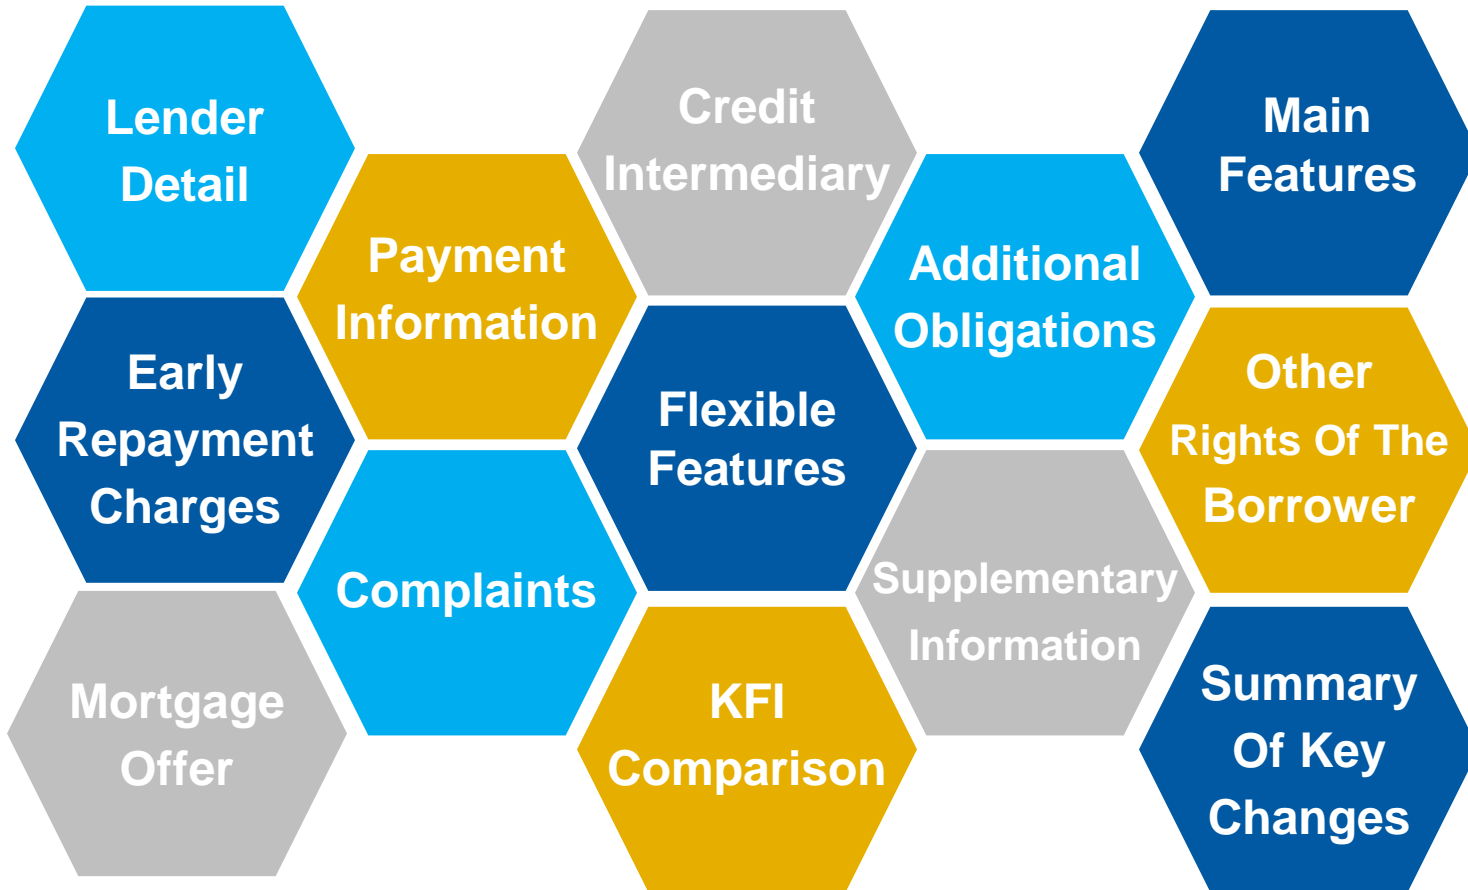 Lender
Detail
Credit
Intermediary
Main
Features
Payment
Information
Additional
Obligations
Early
Repayment
Charges
Flexible
Features
Other
Rights Of The
Borrower
Complaints
Supplementary
Information
Mortgage
Offer
KFI
Comparison
Summary
Of Key
Changes